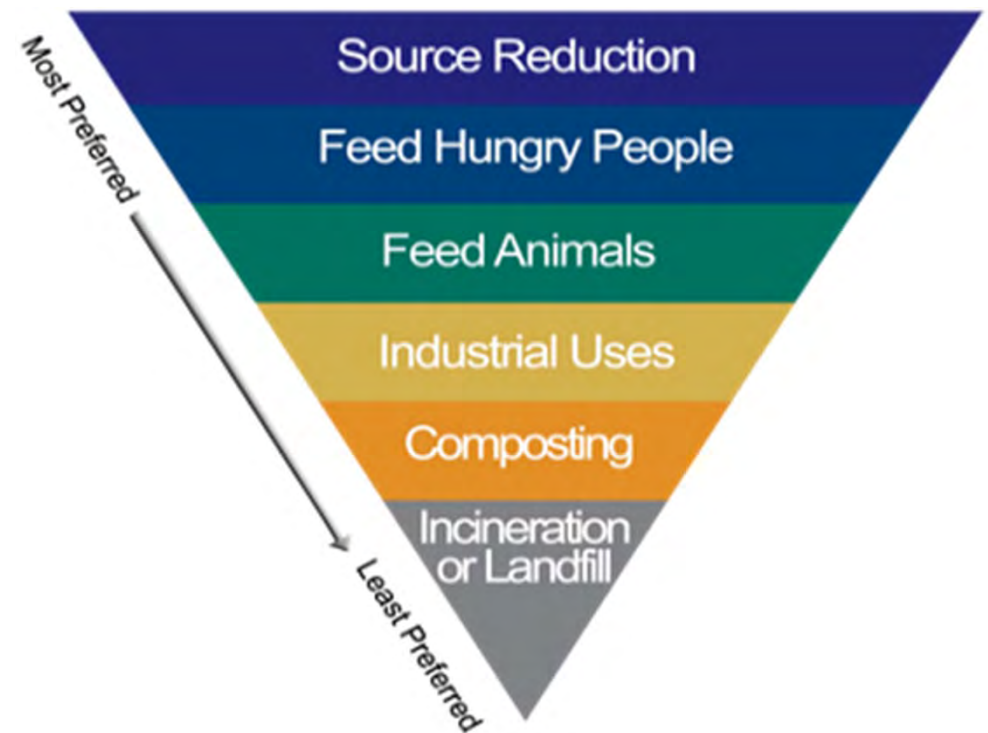 Most Preferred
Source Reduction
Feed Hungry People
Feed Animals
Industrial Uses
Composting
Incineration
or Landfill
Least Preferred